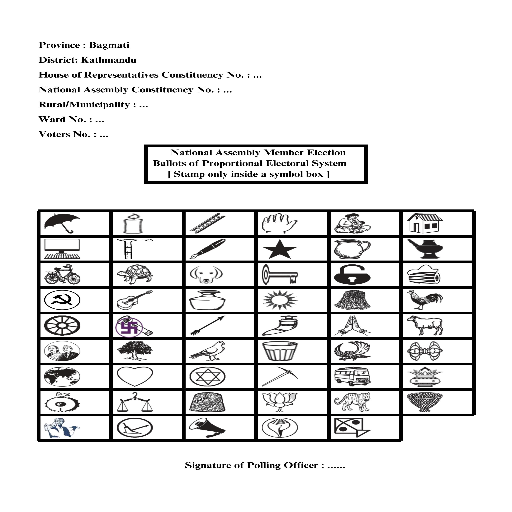 Province : Bagmati
District: Kathmandu
House of Representatives Constituency No. : ...
National Assembly Constituency No. : ...
Rural/Municipality : ...
Ward No. : ...
Voters No. : ...
National Assembly Member Election
Ballots of Proportional Electoral System
[ Stamp only inside a symbol box ]
Signature of Polling Officer : ......